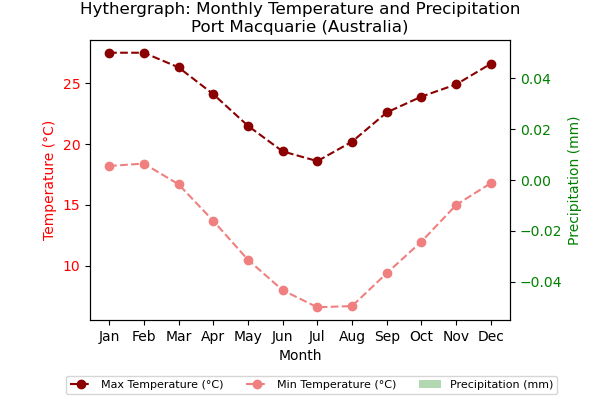 Hythergraph: Monthly Temperature and Precipitation
Port Macquarie (Australia)
Temperature (°C)
25
20
15
10
0.04
0.02
0.00
−0.02
−0.04
Precipitation (mm)
Jan Feb Mar Apr May Jun Jul Aug Sep Oct Nov Dec
Month
Max Temperature (°C) Min Temperature (°C) Precipitation (mm)